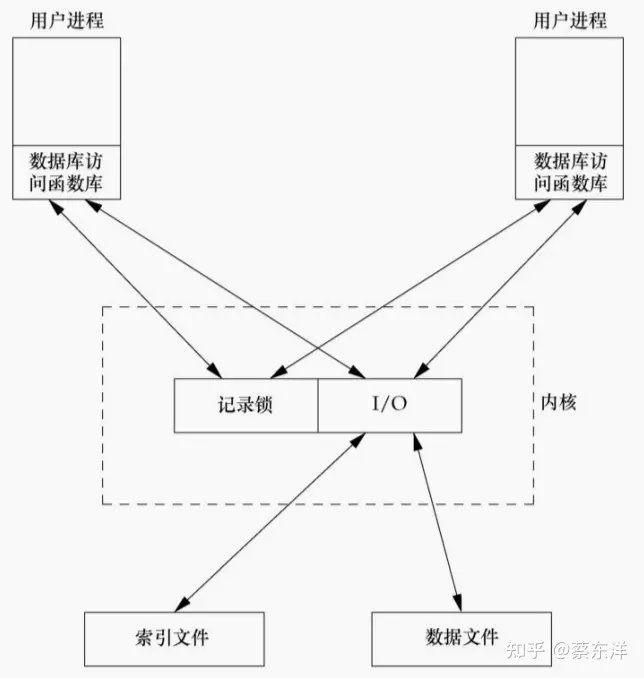 用户进程
用户进程
数据库访
问函数库
数据库访
问函数库
记录锁
I/O
内核
索引文件
数据文件
知乎 @蔡东洋